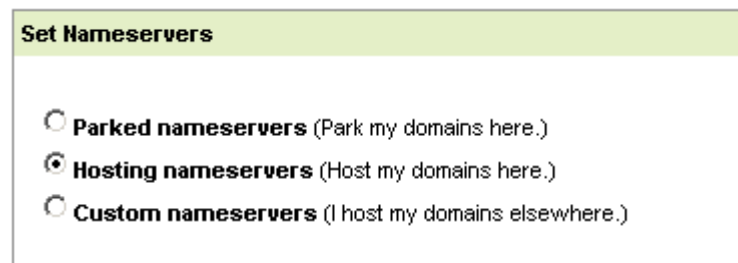 Set Nameservers
Parked nameservers (Park my domains here.)
Hosting nameservers (Host my domains here.)
Custom nameservers (I host my domains elsewhere.)